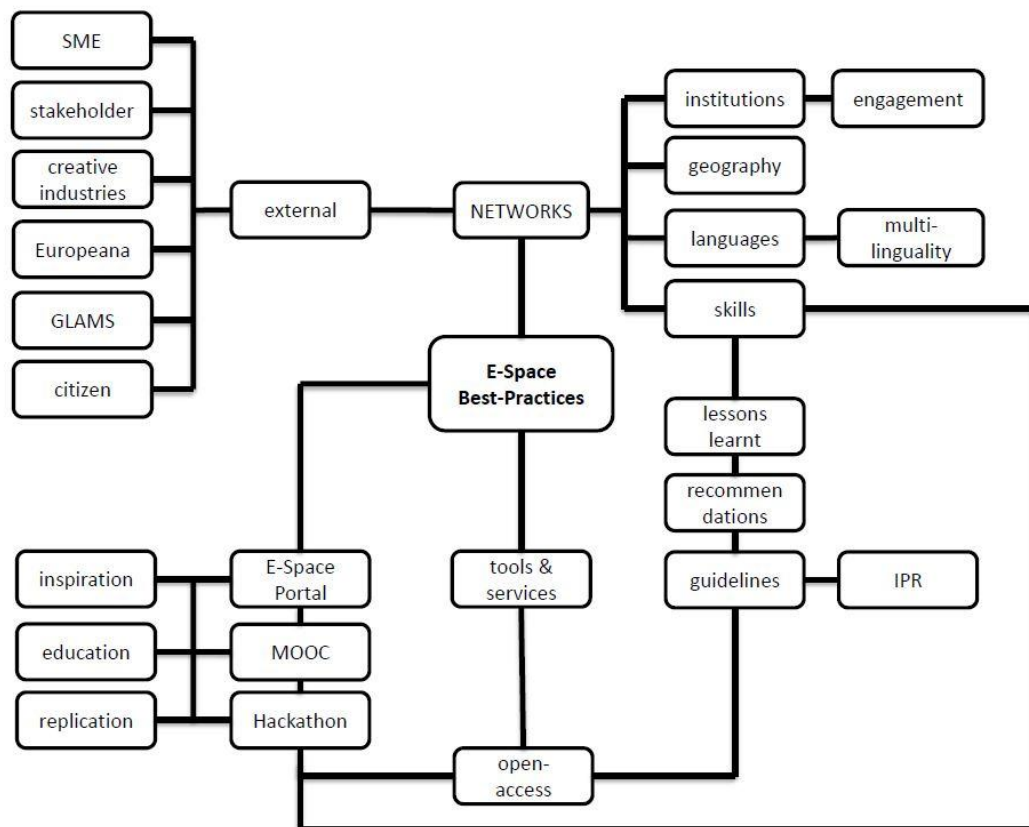 SME
stakeholder
creative
industries
Europeana
GLAMS
citizen
external
NETWORKS
institutions
engagement
geography
languages
multi-
linguality
skills
E-Space
Best-Practices
lessons
learnt
recommen
dations
guidelines
IPR
tools &
services
open-
access
E-Space
Portal
MOOC
Hackathon
inspiration
education
replication